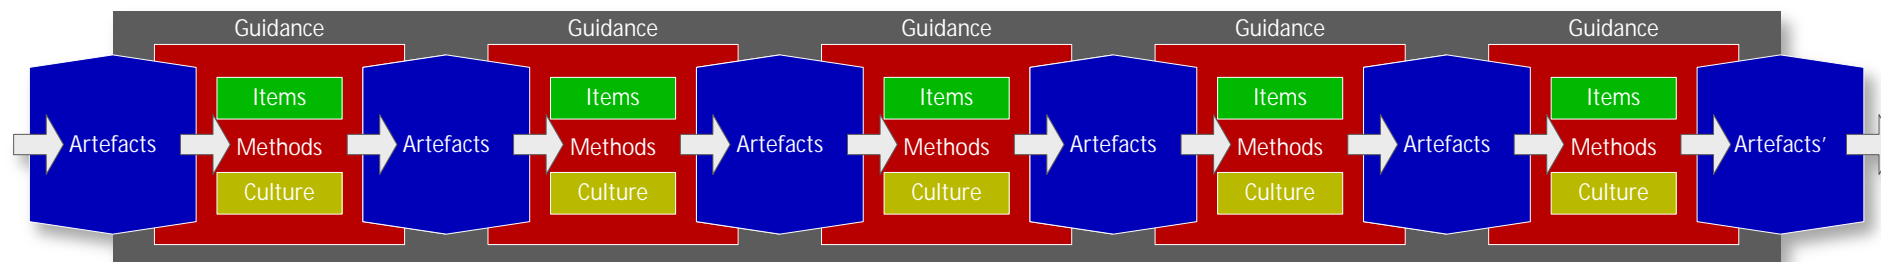 Guidance Guidance Guidance Guidance Guidance
Items Items Items Items Items
Artefacts Methods Artefacts Methods Artefacts Methods Artefacts Methods Artefacts Methods Artefacts’
Culture Culture Culture Culture Culture